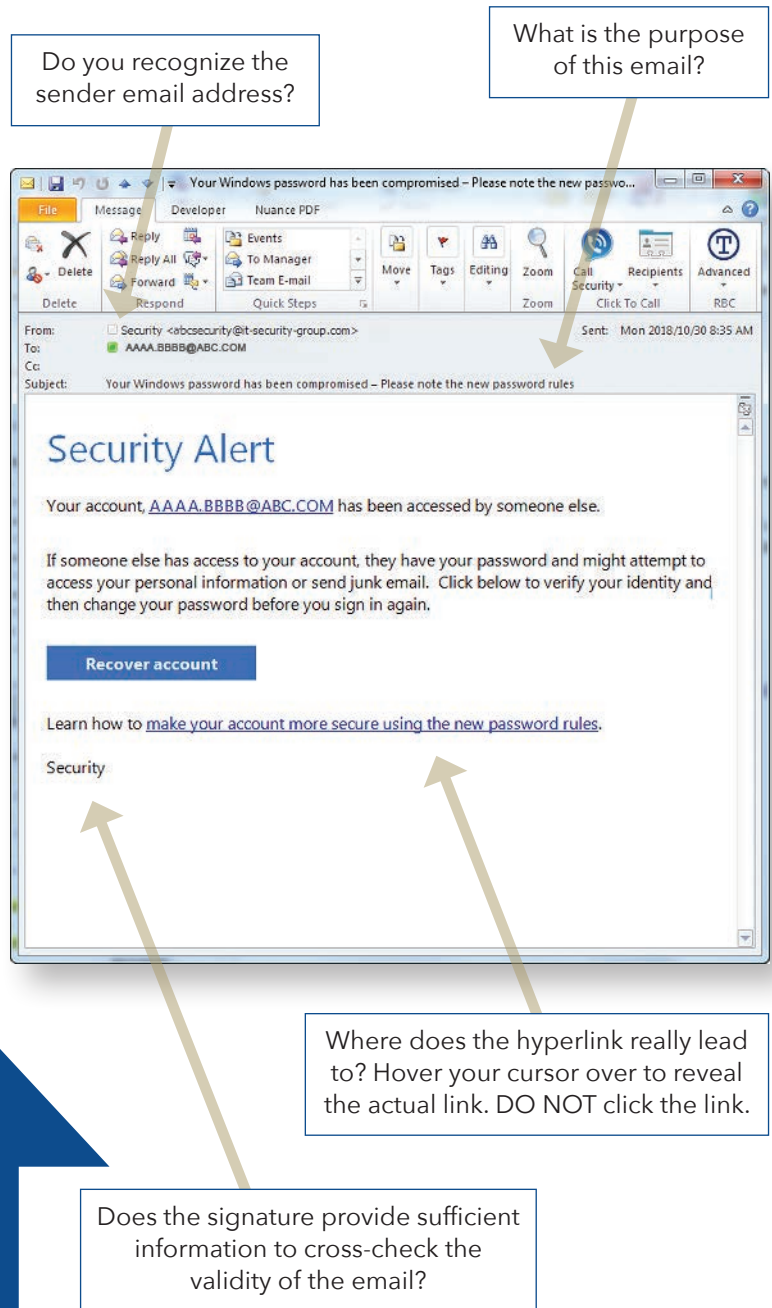 What is the purpose
of this email?
Do you recognize the
sender email address?
Your Windows password has been compromised – Please note the new passwo...
File Message Developer Nuance PDF
Delete
Reply
Reply All
Forward
Events
To Manager
Team E-mail
Move
Tags
Editing
Zoom
Call
Security
Recipients
Advanced
Delete Respond Quick Steps Zoom Click To Call RBC
From: Security <abcsecurity@it-security-group.com> Sent: Mon 2018/10/30 8:35 AM
To: AAAA.BBBB@ABC.COM
Cc:
Subject: Your Windows password has been compromised – Please note the new password rules
Security Alert
Your account, AAAA.BBBB@ABC.COM has been accessed by someone else.
If someone else has access to your account, they have your password and might attempt to
access your personal information or send junk email. Click below to verify your identity and
then change your password before you sign in again.
Recover account
Learn how to make your account more secure using the new password rules.
Security
Where does the hyperlink really lead
to? Hover your cursor over to reveal
the actual link. DO NOT click the link.
Does the signature provide sufficient
information to cross-check the
validity of the email?